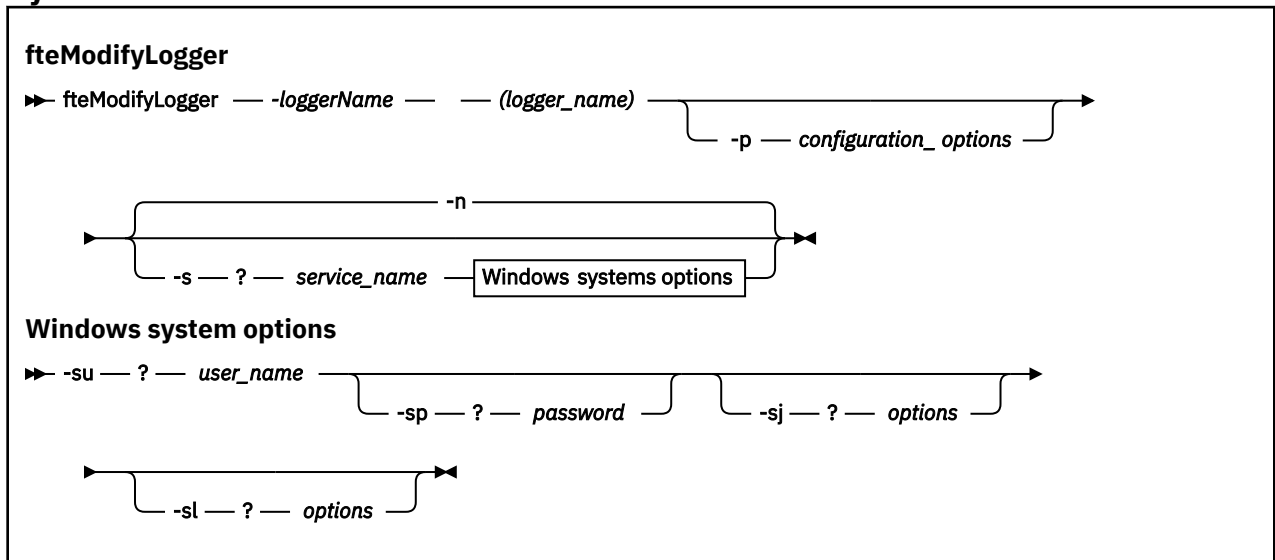 fteModifyLogger
fteModifyLogger -loggerName (logger_name)
-p configuration_ options
-n
-s ? service_name Windows systems options
Windows system options
-su ? user_name
-sp ? password -sj ? options
-sl ? options